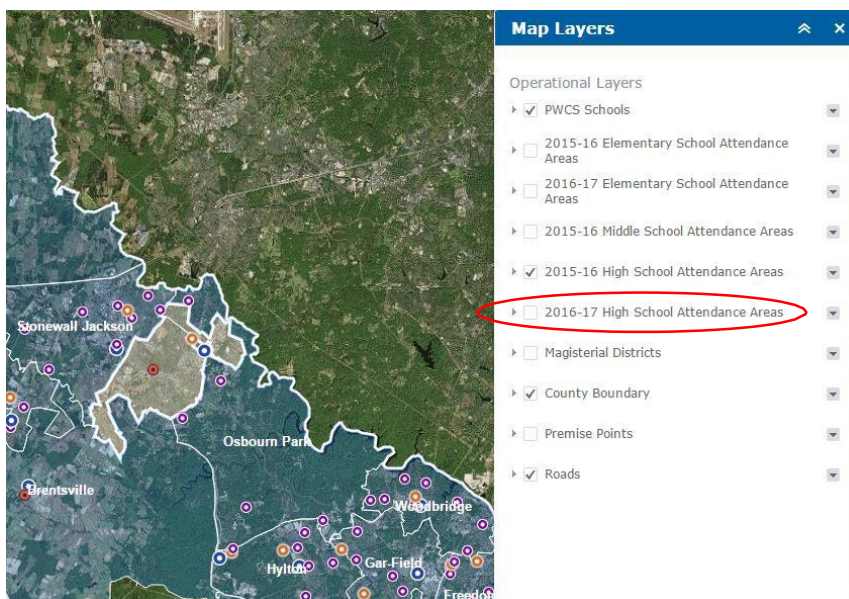 Map Layers
Operational Layers
PWCS Schools
2015-16 Elementary School Attendance
Areas
2016-17 Elementary School Attendance
Areas
2015-16 Middle School Attendance Areas
2015-16 High School Attendance Areas
2016-17 High School Attendance Areas
Magisterial Districts
County Boundary
Premise Points
Roads
Stonewall Jackson
Osbourn Park
Brentsville
Woodbridge
Hylton
Gar-Field
Freedo